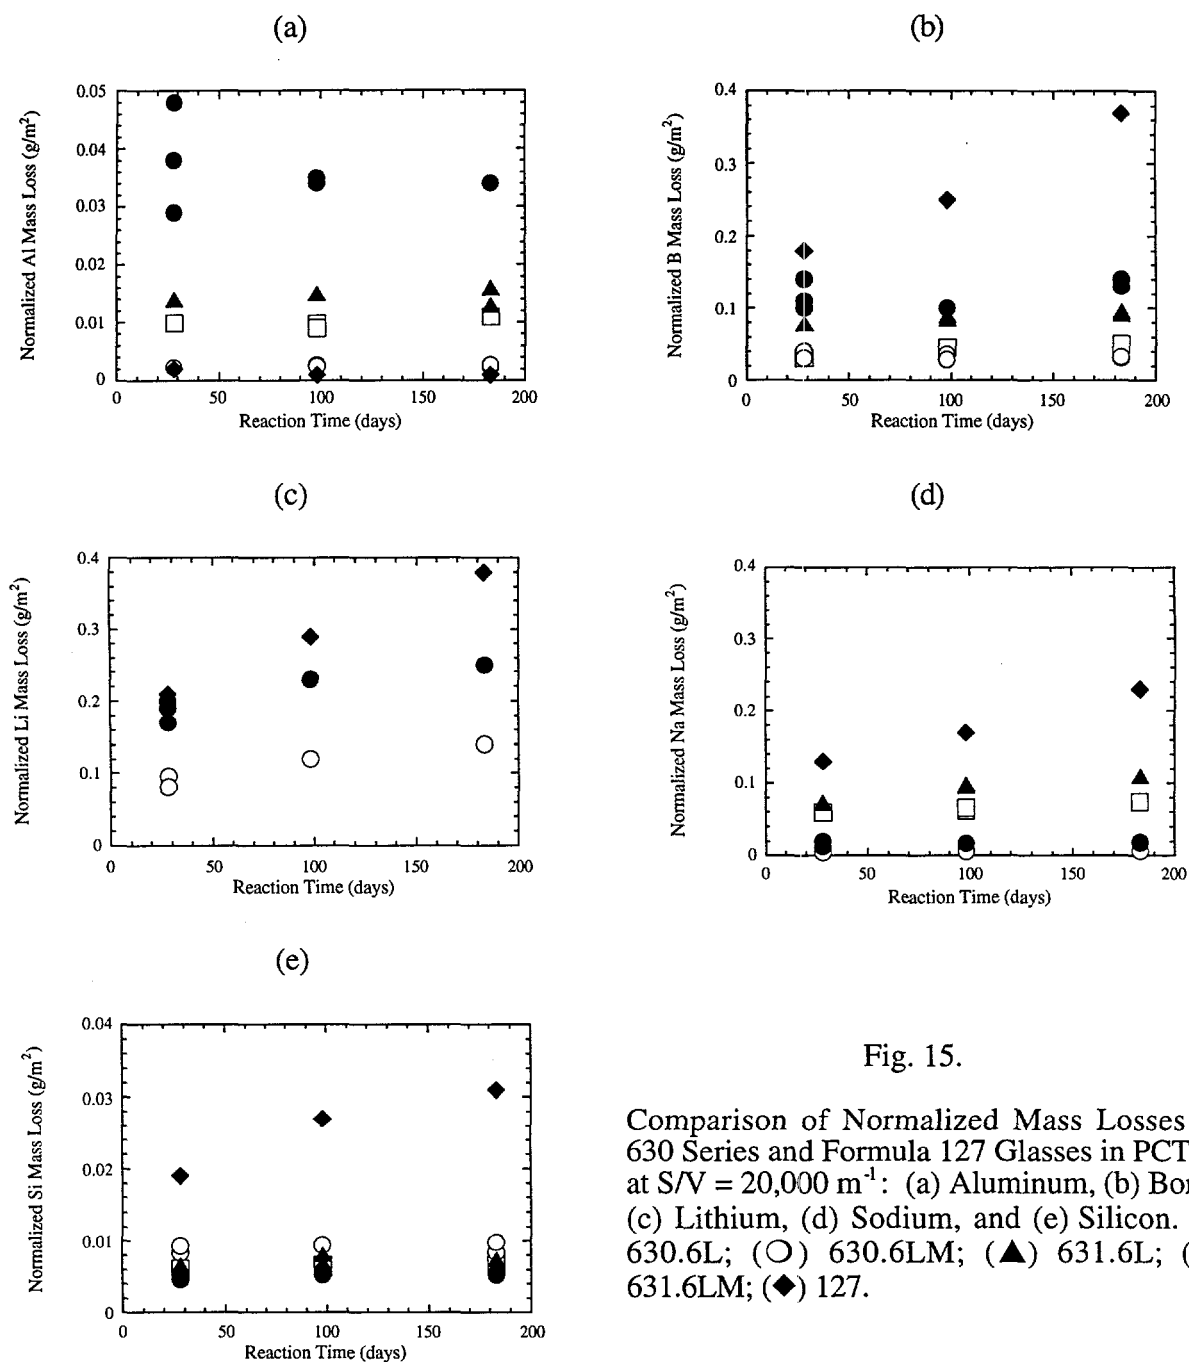 (a)
Normalized Al Mass Loss (g/m²)
0.05
0.04
0.03
0.02
0.01
0
0 50 100 150 200
Reaction Time (days)
(b)
Normalized B Mass Loss (g/m²)
0.4
0.3
0.2
0.1
0
0 50 100 150 200
Reaction Time (days)
(c)
Normalized Li Mass Loss (g/m²)
0.4
0.3
0.2
0.1
0
0 50 100 150 200
Reaction Time (days)
(d)
Normalized Na Mass Loss (g/m²)
0.4
0.3
0.2
0.1
0
0 50 100 150 200
Reaction Time (days)
(e)
Normalized Si Mass Loss (g/m²)
0.04
0.03
0.02
0.01
0
0 50 100 150 200
Reaction Time (days)
Fig. 15.
Comparison of Normalized Mass Losses
630 Series and Formula 127 Glasses in PCT
at S/V = 20,000 m⁻¹: (a) Aluminum, (b) Bor
(c) Lithium, (d) Sodium, and (e) Silicon.
630.6L; (○) 630.6LM; (▲) 631.6L; (
631.6LM; (◆) 127.